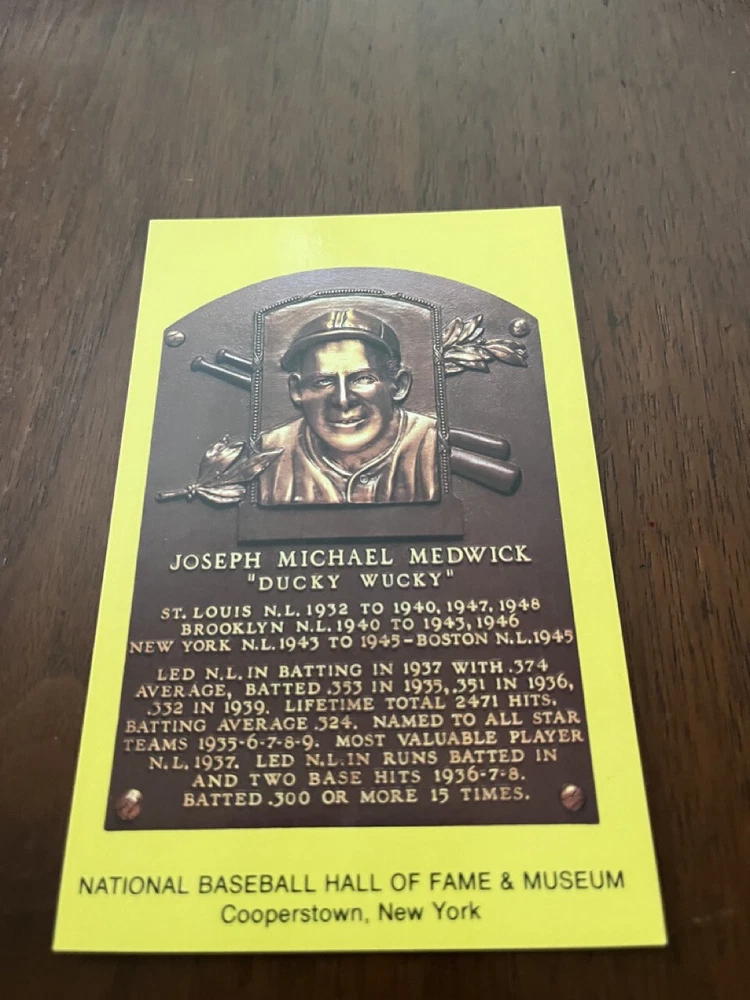 JOSEPH MICHAEL MEDWICK
"DUCKY WUCKY"
ST. LOUIS N.L. 1932 TO 1940, 1947, 1948
BROOKLYN N.L. 1940 TO 1943, 1946
NEW YORK N.L. 1943 TO 1945-BOSTON N.L. 1945
LED N.L. IN BATTING IN 1937 WITH .374
AVERAGE, BATTED .353 IN 1935, .351 IN 1936,
.332 IN 1939. LIFETIME TOTAL 2471 HITS,
BATTING AVERAGE .324. NAMED TO ALL STAR
TEAMS 1935-6-7-8-9. MOST VALUABLE PLAYER
N.L. 1937. LED N.L. IN RUNS BATTED IN
AND TWO BASE HITS 1936-7-8.
BATTED .300 OR MORE 15 TIMES.
NATIONAL BASEBALL HALL OF FAME & MUSEUM
Cooperstown, New York